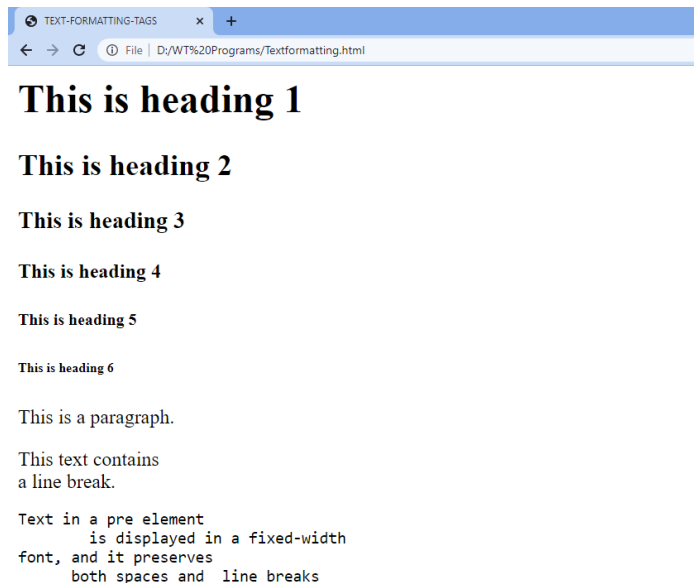 TEXT-FORMATTING-TAGS
File | D:/WT%20Programs/Textformatting.html
This is heading 1
This is heading 2
This is heading 3
This is heading 4
This is heading 5
This is heading 6
This is a paragraph.
This text contains
a line break.
Text in a pre element
        is displayed in a fixed-width
font, and it preserves
      both spaces and  line breaks